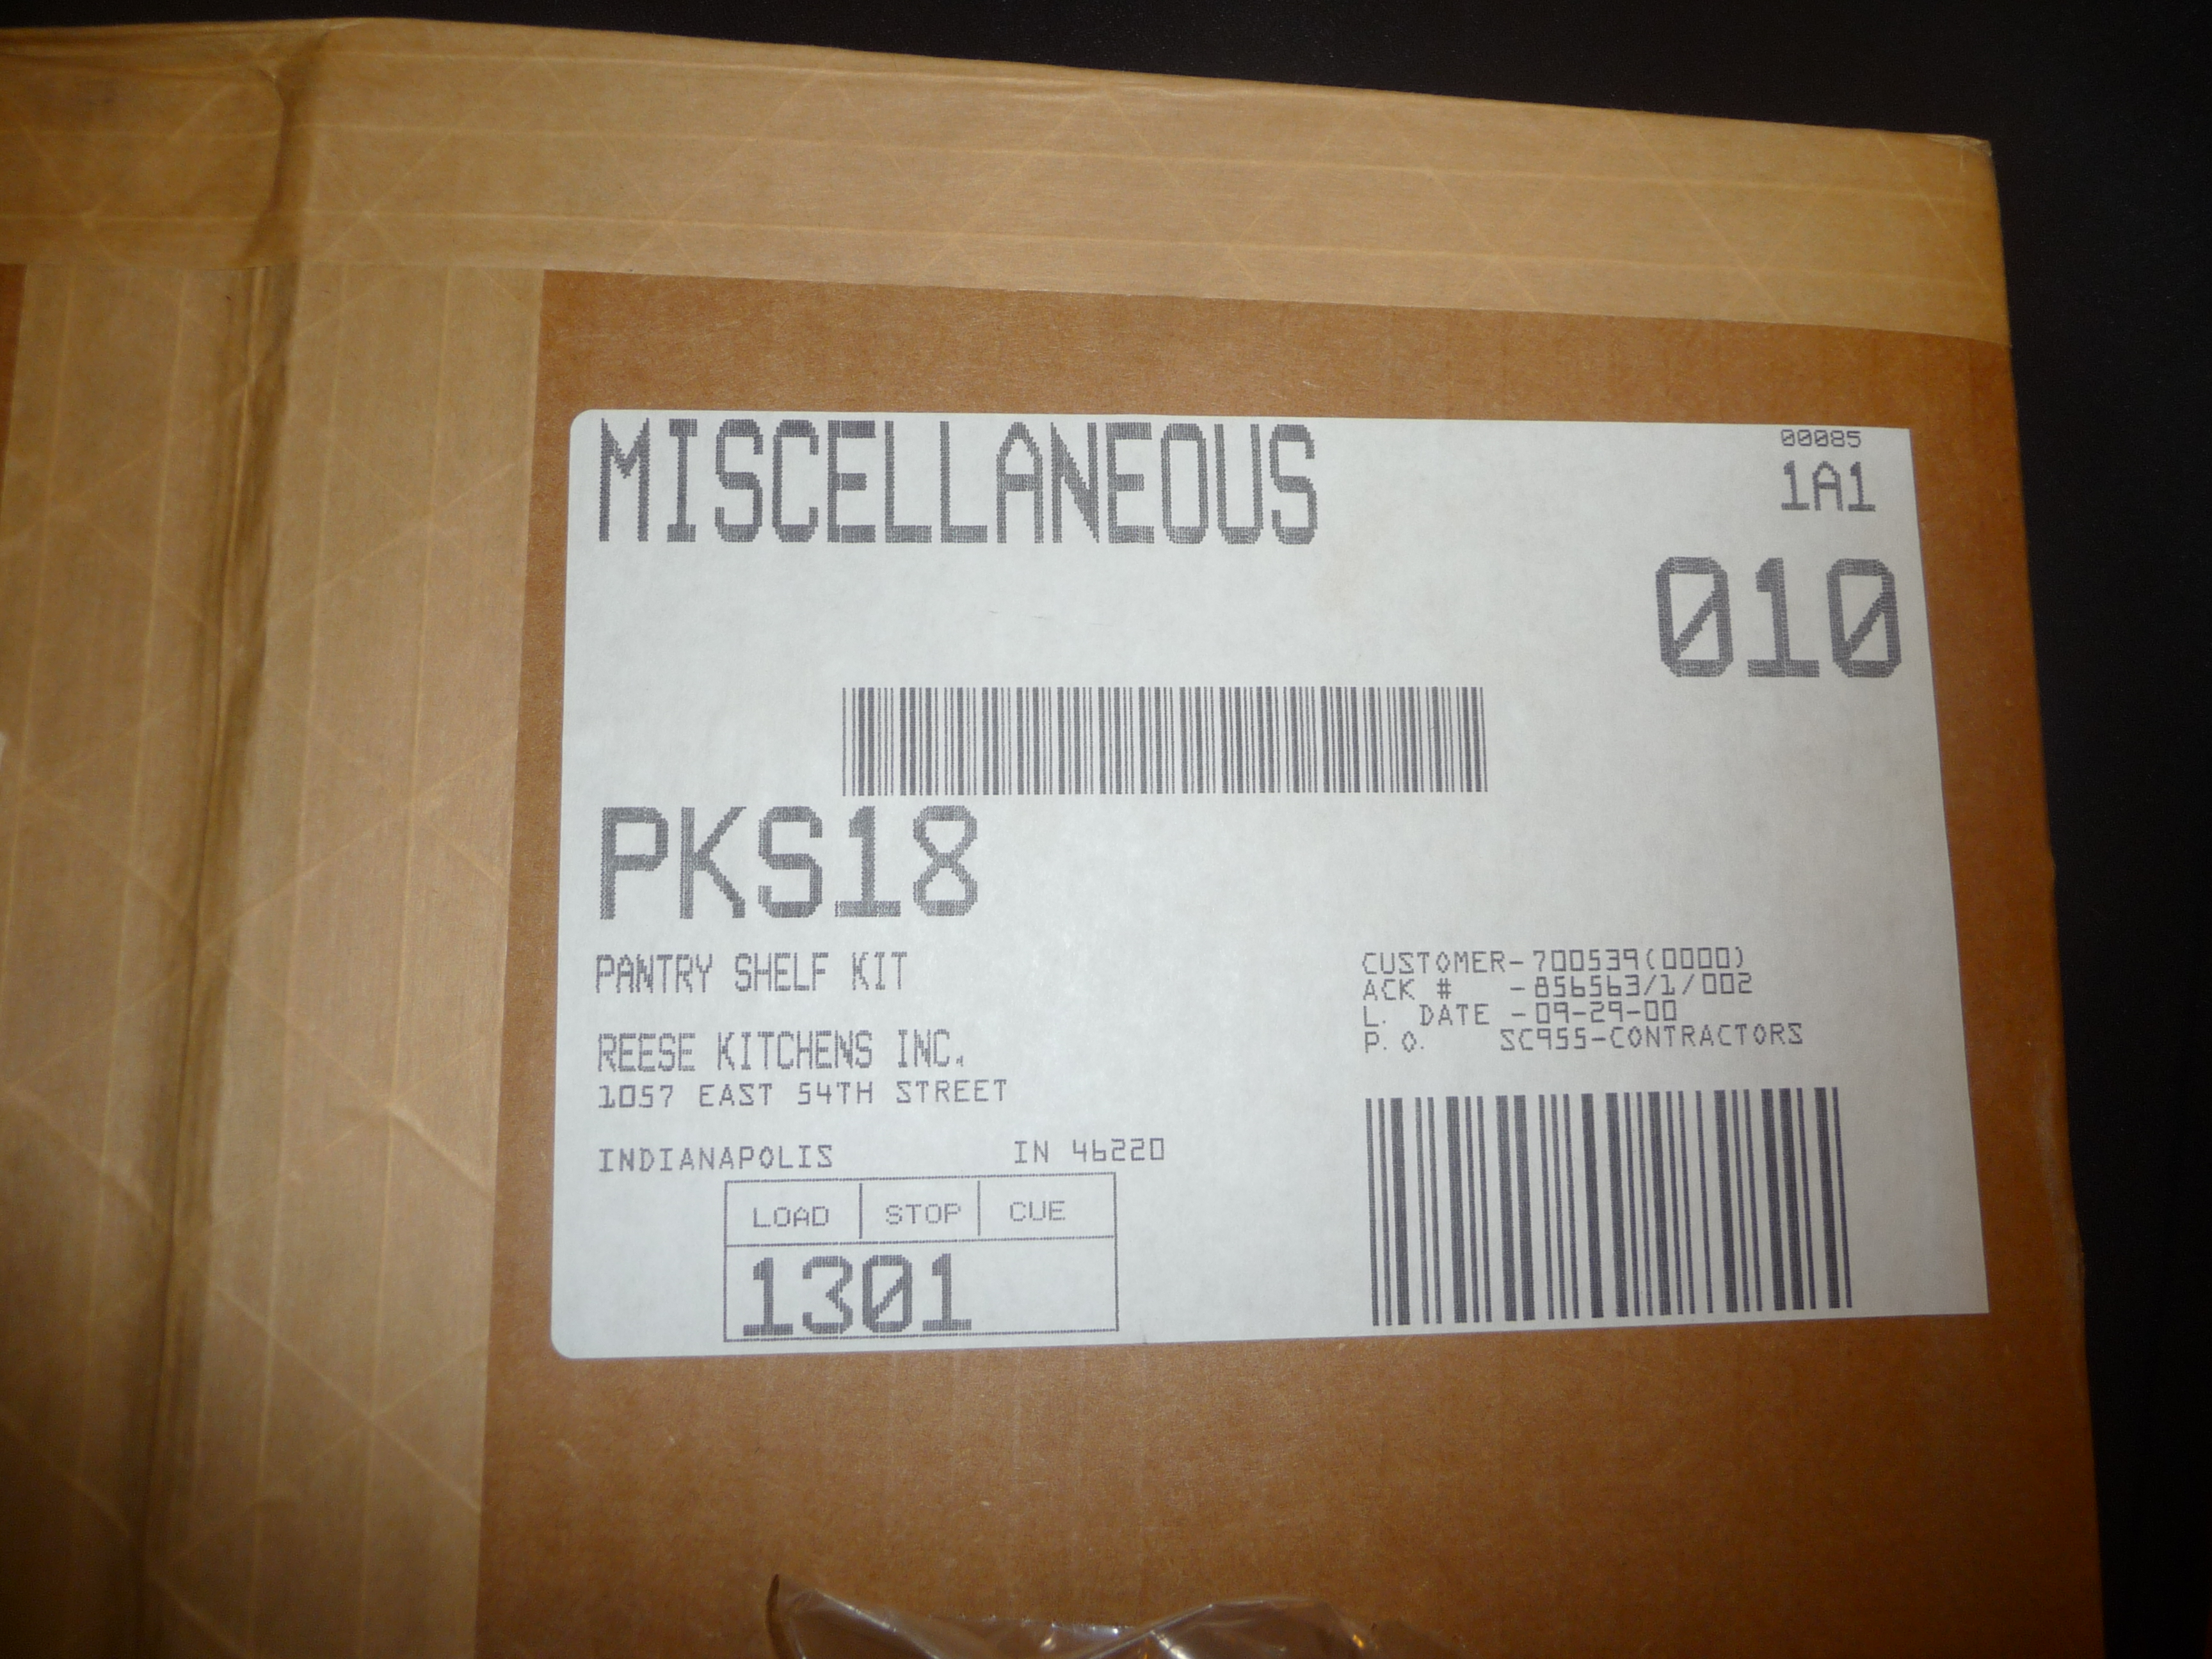 MISCELLANEOUS
00085
1A1
010
PKS18
PANTRY SHELF KIT
REESE KITCHENS INC.
1057 EAST 54TH STREET
INDIANAPOLIS IN 46220
CUSTOMER-700539(0000)
ACK # -856563/1/002
L. DATE -09-29-00
P.O. SC955-CONTRACTORS
LOAD STOP CUE
1301